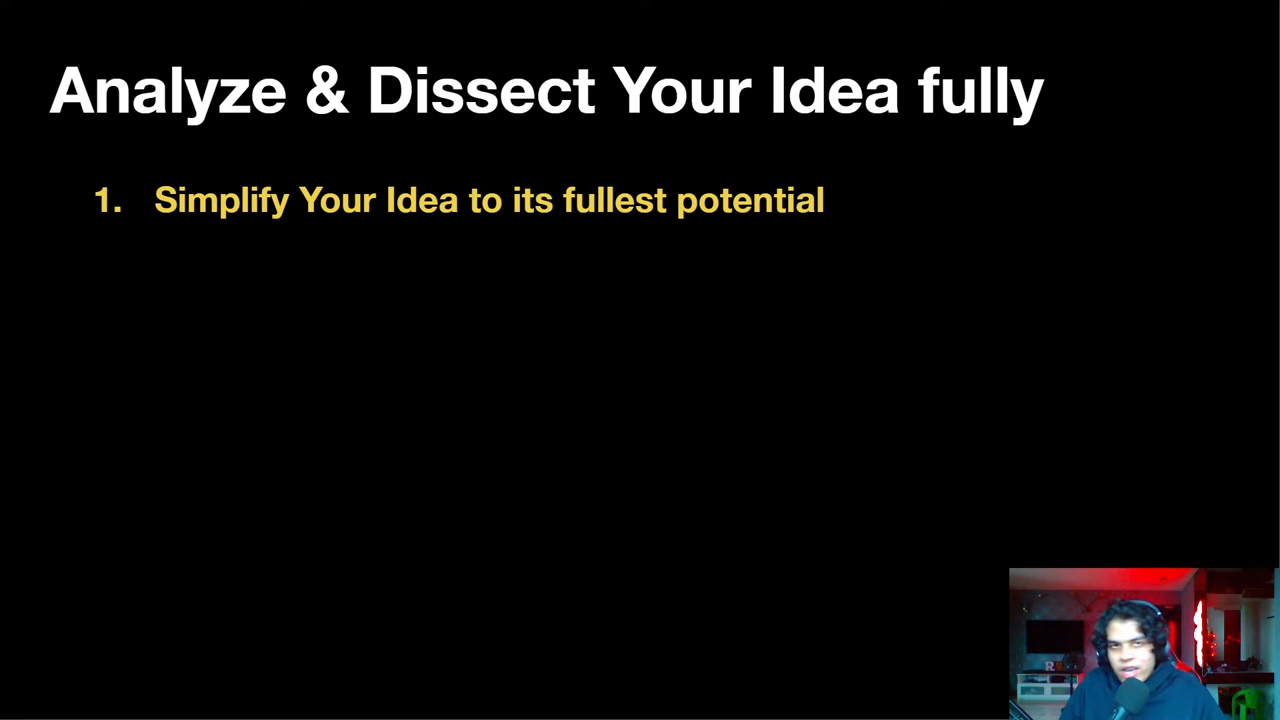 Analyze & Dissect Your Idea fully
1. Simplify Your Idea to its fullest potential